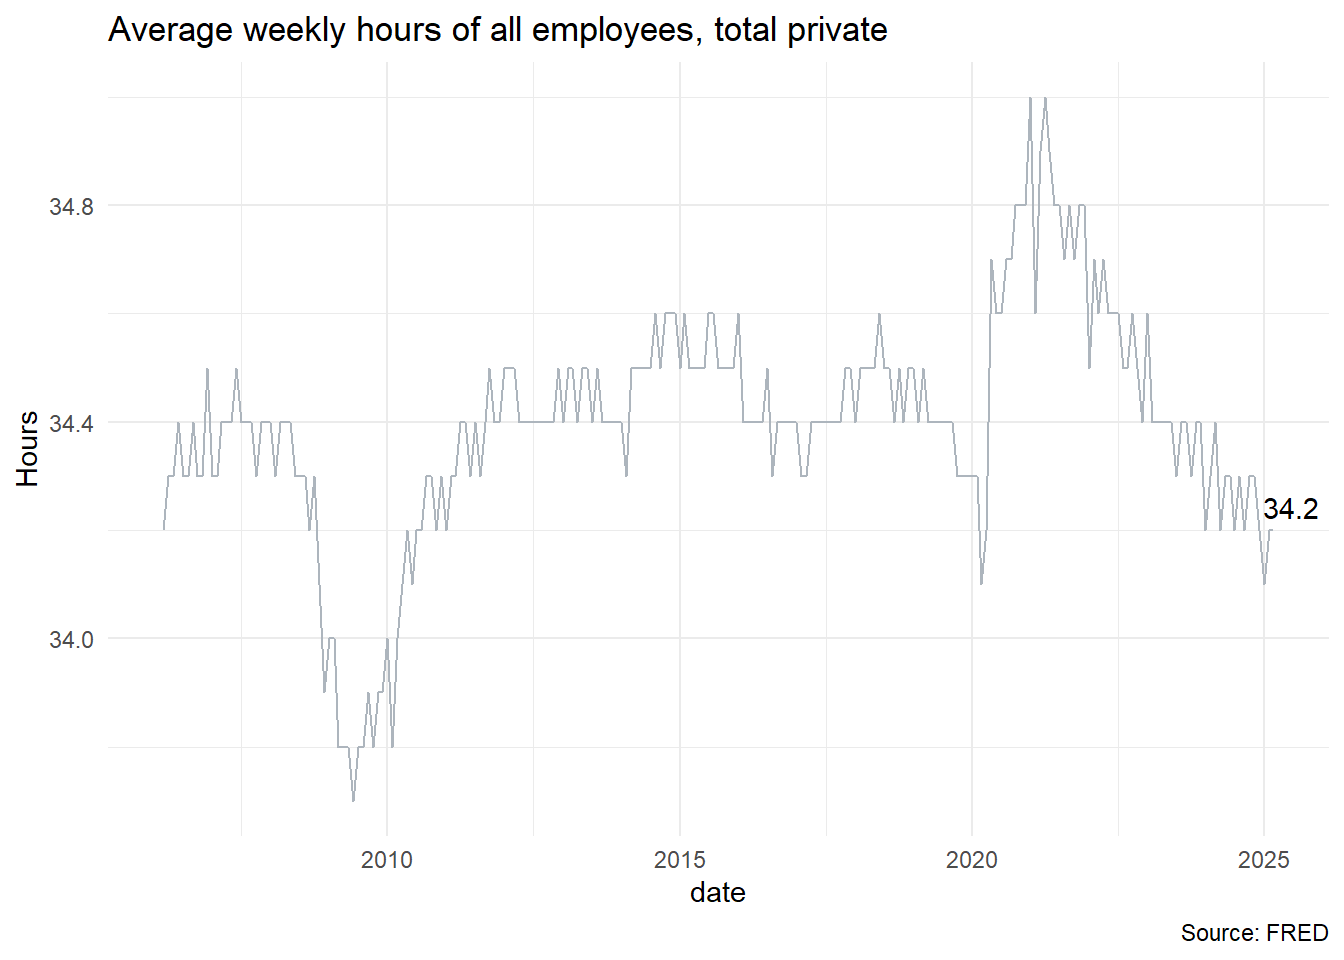 Average weekly hours of all employees, total private
34.8
34.4
34.0
Hours
34.2
2010 2015 2020 2025
date
Source: FRED